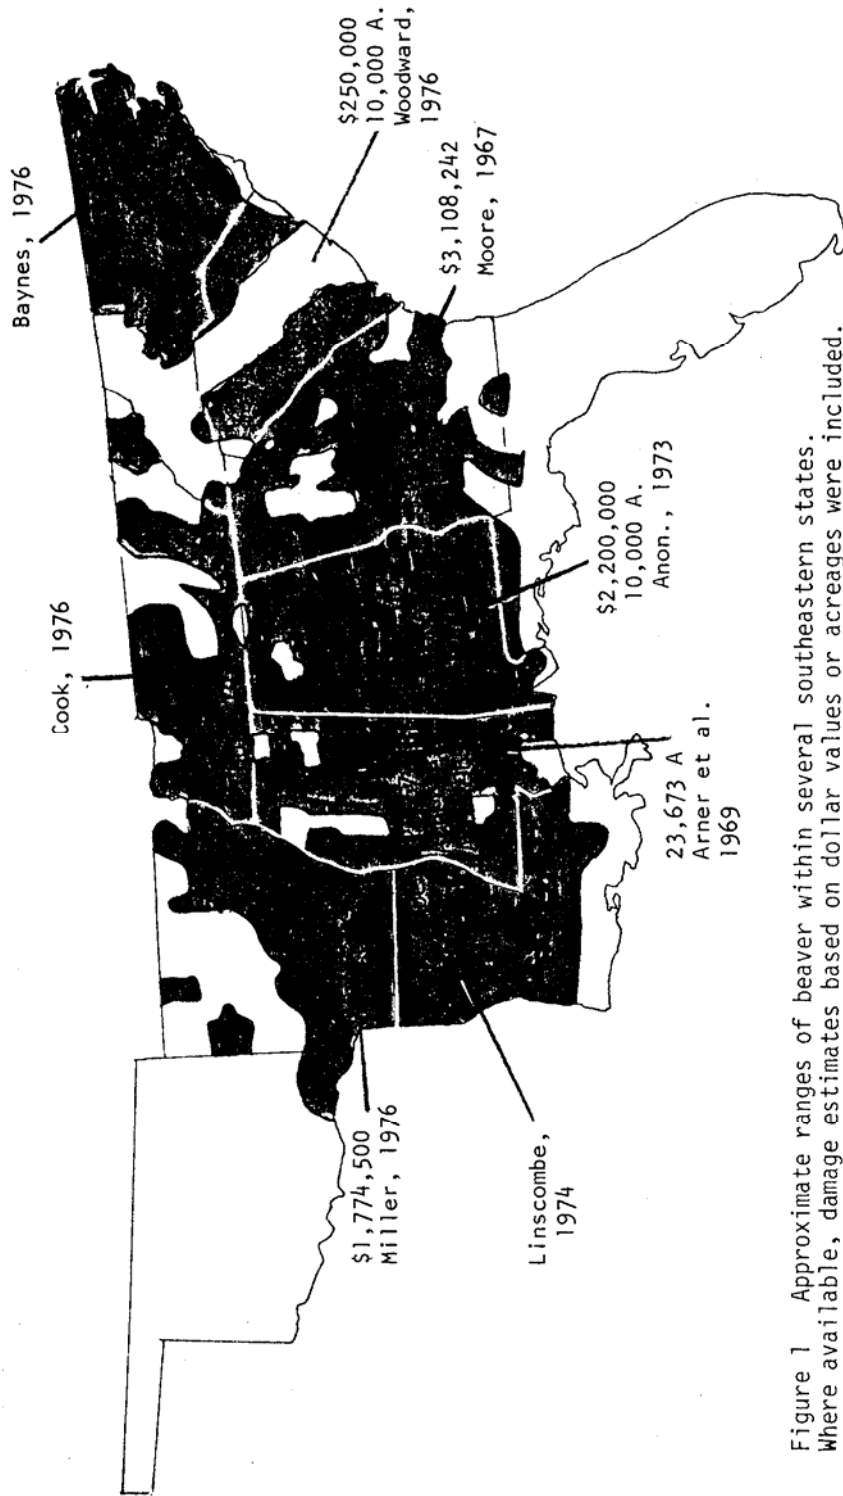 Baynes, 1976
Cook, 1976
$250,000
10,000 A.
Woodward,
1976
$3,108,242
Moore, 1967
$2,200,000
10,000 A.
Anon., 1973
23,673 A
Arner et al.
1969
$1,774,500
Miller, 1976
Linscombe,
1974
Figure 1 Approximate ranges of beaver within several southeastern states.
Where available, damage estimates based on dollar values or acreages were included.